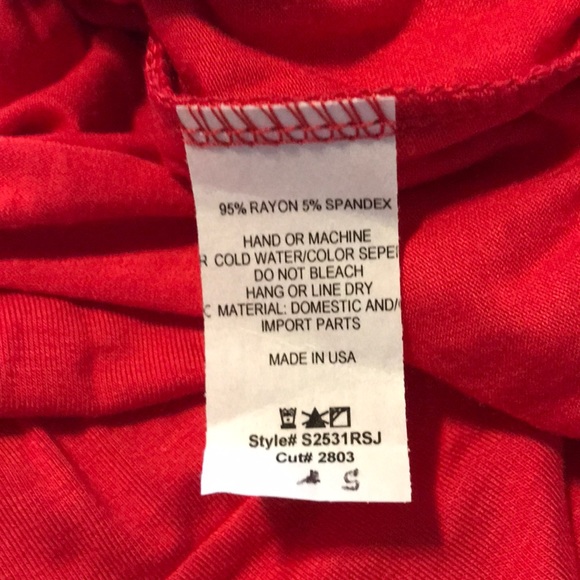 95% RAYON 5% SPANDEX
HAND OR MACHINE
R COLD WATER/COLOR SEPE
DO NOT BLEACH
HANG OR LINE DRY
C MATERIAL: DOMESTIC AND/
IMPORT PARTS
MADE IN USA
Style# S2531RSJ
Cut# 2803
S